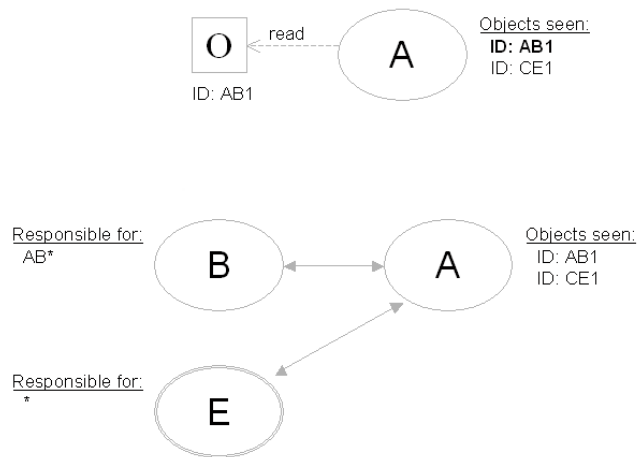 Objects seen:
O
read
A
ID: AB1
ID: CE1
ID: AB1
Responsible for:
AB*
B
A
Objects seen:
ID: AB1
ID: CE1
Responsible for:
*
E